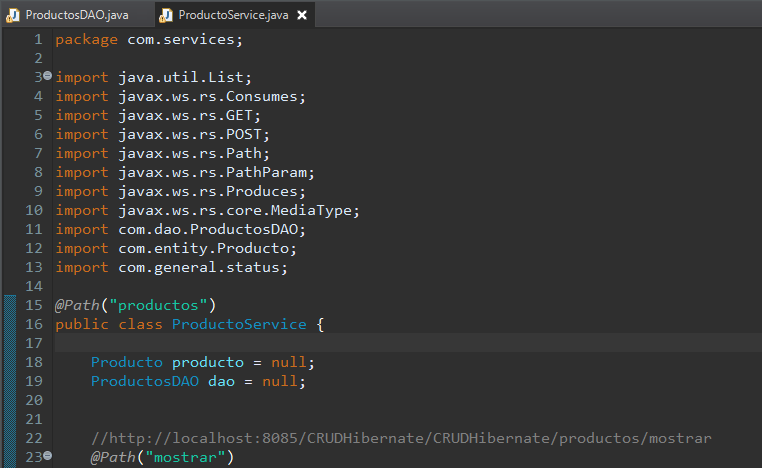 ProductosDAO.java ProductoService.java
1 package com.services;
2
3 import java.util.List;
4 import javax.ws.rs.Consumes;
5 import javax.ws.rs.GET;
6 import javax.ws.rs.POST;
7 import javax.ws.rs.Path;
8 import javax.ws.rs.PathParam;
9 import javax.ws.rs.Produces;
10 import javax.ws.rs.core.MediaType;
11 import com.dao.ProductosDAO;
12 import com.entity.Producto;
13 import com.general.status;
14
15 @Path("productos")
16 public class ProductoService {
17
18 Producto producto = null;
19 ProductosDAO dao = null;
20
21
22 //http://localhost:8085/CRUDHibernate/CRUDHibernate/productos/mostrar
23 @Path("mostrar")